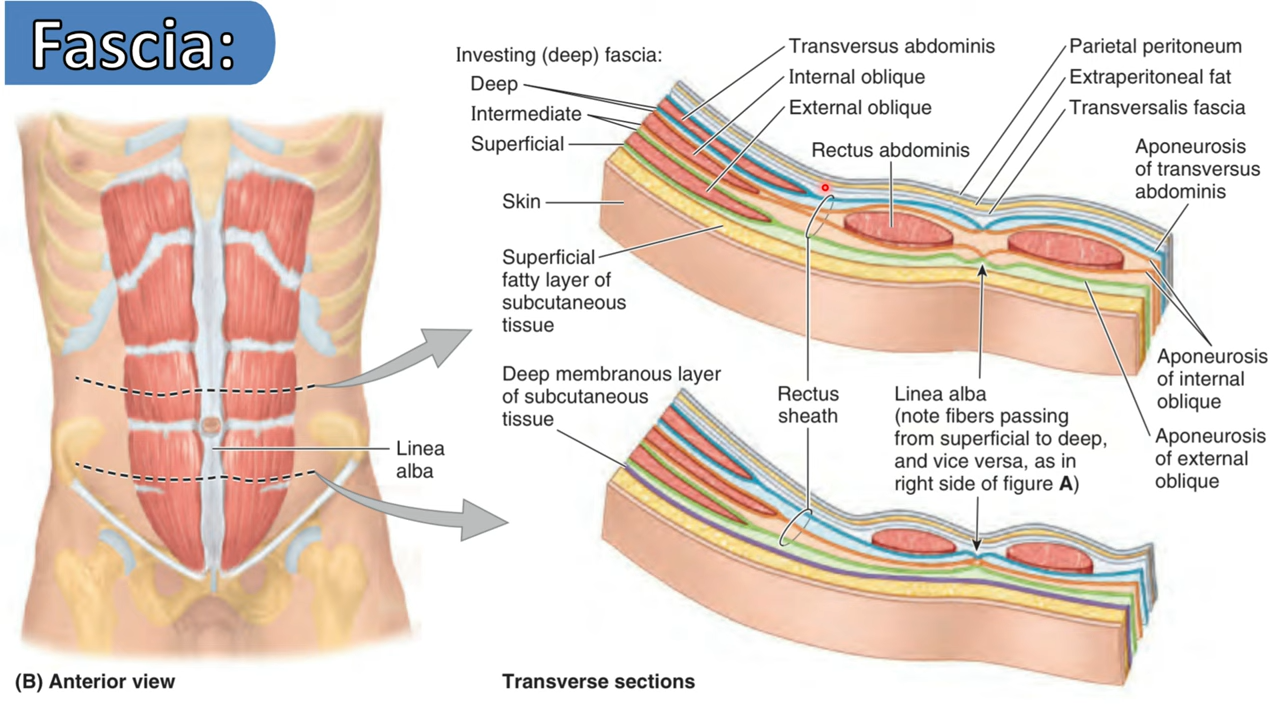 Fascia:
Investing (deep) fascia:
Deep
Intermediate
Superficial
Skin
Superficial
fatty layer of
subcutaneous
tissue
Transversus abdominis
Internal oblique
External oblique
Rectus abdominis
Parietal peritoneum
Extraperitoneal fat
Transversalis fascia
Aponeurosis
of transversus
abdominis
Aponeurosis
of internal
oblique
Aponeurosis
of external
oblique
Deep membranous layer
of subcutaneous
tissue
Rectus
sheath
Linea alba
(note fibers passing
from superficial to deep,
and vice versa, as in
right side of figure A)
Linea
alba
(B) Anterior view
Transverse sections